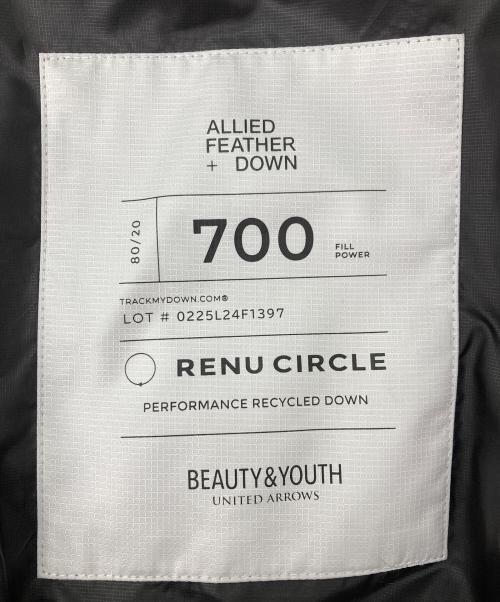 ALLIED
FEATHER
+ DOWN
80/20
700
FILL
POWER
TRACKMYDOWN.COM®
LOT # 0225L24F1397
RENU CIRCLE
PERFORMANCE RECYCLED DOWN
BEAUTY&YOUTH
UNITED ARROWS